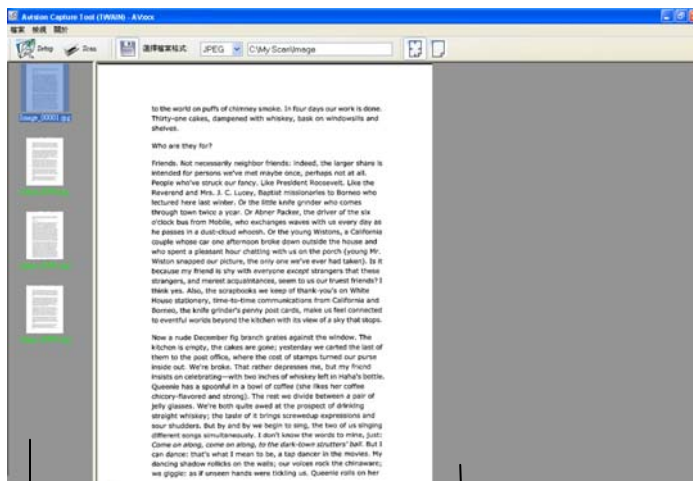 Avision Capture Tool (TWAIN) - AVxxx
檔案 檢視 關於
Setup Scan 選擇檔案格式 JPEG C:\My Scan\Image
Image_00001.jpg
to the world on puffs of chimney smoke. In four days our work is done.
Thirty-one cakes, dampened with whiskey, bask on windowsills and
shelves.
Who are they for?
Friends. Not necessarily neighbor friends: indeed, the larger share is
intended for persons we've met maybe once, perhaps not at all.
People who've struck our fancy. Like President Roosevelt. Like the
Reverend and Mrs. J. C. Lucey, Baptist missionaries to Borneo who
lectured here last winter. Or the little knife grinder who comes
through town twice a year. Or Abner Packer, the driver of the six
o'clock bus from Mobile, who exchanges waves with us every day as
he passes in a dust-cloud whoosh. Or the young Wistons, a California
couple whose car one afternoon broke down outside the house and
who spent a pleasant hour chatting with us on the porch (young Mr.
Wiston snapped our picture, the only one we've ever had taken). Is it
because my friend is shy with everyone except strangers that these
strangers, and merest acquaintances, seem to us our truest friends? I
think yes. Also, the scrapbooks we keep of thank-you's on White
House stationery, time-to-time communications from California and
Borneo, the knife grinder's penny post cards, make us feel connected
to eventful worlds beyond the kitchen with its view of a sky that stops.
Now a nude December fig branch grates against the window. The
kitchen is empty, the cakes are gone; yesterday we carted the last of
them to the post office, where the cost of stamps turned our purse
inside out. We're broke. That rather depresses me, but my friend
insists on celebrating—with two inches of whiskey left in Haha's bottle.
Queenie has a spoonful in a bowl of coffee (she likes her coffee
chicory-flavored and strong). The rest we divide between a pair of
jelly glasses. We're both quite awed at the prospect of drinking
straight whiskey; the taste of it brings screwedup expressions and
sour shudders. But by and by we begin to sing, the two of us singing
different songs simultaneously. I don't know the words to mine, just:
Come on along, come on along, to the dark-town strutters' ball. But I
can dance: that's what I mean to be, a tap dancer in the movies. My
dancing shadow rollicks on the walls; our voices rock the chinaware;
we giggle: as if unseen hands were tickling us. Queenie rolls on her